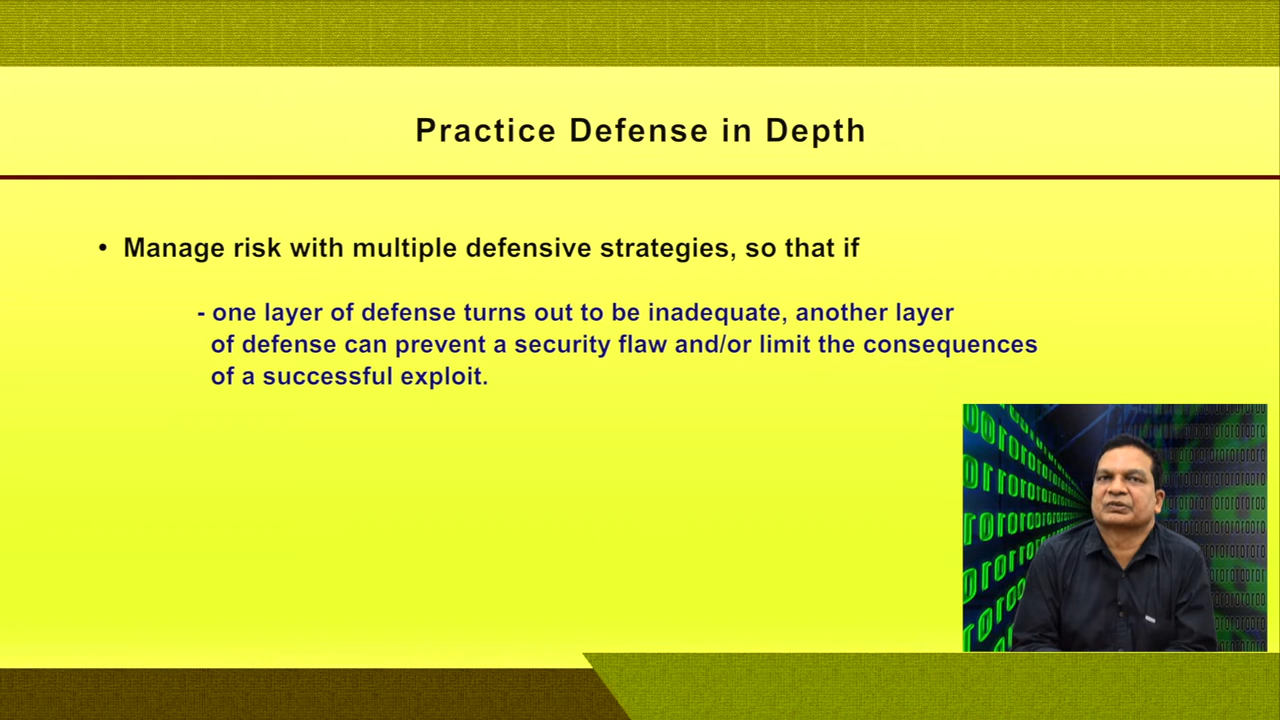 Practice Defense in Depth
• Manage risk with multiple defensive strategies, so that if
- one layer of defense turns out to be inadequate, another layer
of defense can prevent a security flaw and/or limit the consequences
of a successful exploit.